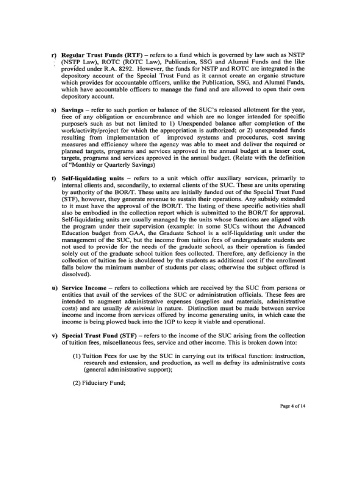 r) Regular Trust Funds (RTF) – refers to a fund which is governed by law such as NSTP
(NSTP Law), ROTC (ROTC Law), Publication, SSG and Alumni Funds and the like
provided under R.A. 8292. However, the funds for NSTP and ROTC are integrated in the
depository account of the Special Trust Fund as it cannot create an organic structure
which provides for accountable officers, unlike the Publication, SSG, and Alumni Funds,
which have accountable officers to manage the fund and are allowed to open their own
depository account.
s) Savings – refer to such portion or balance of the SUC's released allotment for the year,
free of any obligation or encumbrance and which are no longer intended for specific
purpose/s such as but not limited to 1) Unexpended balance after completion of the
work/activity/project for which the appropriation is authorized; or 2) unexpended funds
resulting from implementation of improved systems and procedures, cost saving
measures and efficiency where the agency was able to meet and deliver the required or
planned targets, programs and services approved in the annual budget at a lesser cost,
targets, programs and services approved in the annual budget. (Relate with the definition
of "Monthly or Quarterly Savings)
t) Self-liquidating units – refers to a unit which offer auxiliary services, primarily to
internal clients and, secondarily, to external clients of the SUC. These are units operating
by authority of the BOR/T. These units are initially funded out of the Special Trust Fund
(STF), however, they generate revenue to sustain their operations. Any subsidy extended
to it must have the approval of the BOR/T. The listing of these specific activities shall
also be embodied in the collection report which is submitted to the BOR/T for approval.
Self-liquidating units are usually managed by the units whose functions are aligned with
the program under their supervision (example: in some SUCs without the Advanced
Education budget from GAA, the Graduate School is a self-liquidating unit under the
management of the SUC, but the income from tuition fees of undergraduate students are
not used to provide for the needs of the graduate school, as their operation is funded
solely out of the graduate school tuition fees collected. Therefore, any deficiency in the
collection of tuition fee is shouldered by the students as additional cost if the enrollment
falls below the minimum number of students per class; otherwise the subject offered is
dissolved).
u) Service Income – refers to collections which are received by the SUC from persons or
entities that avail of the services of the SUC or administration officials. These fees are
intended to augment administrative expenses (supplies and materials, administrative
costs) and are usually de minimis in nature. Distinction must be made between service
income and income from services offered by income generating units, in which case the
income is being plowed back into the IGP to keep it viable and operational.
v) Special Trust Fund (STF) – refers to the income of the SUC arising from the collection
of tuition fees, miscellaneous fees, service and other income. This is broken down into:
(1) Tuition Fees for use by the SUC in carrying out its trifocal function: instruction,
research and extension, and production, as well as defray its administrative costs
(general administrative support);
(2) Fiduciary Fund;
Page 4 of 14